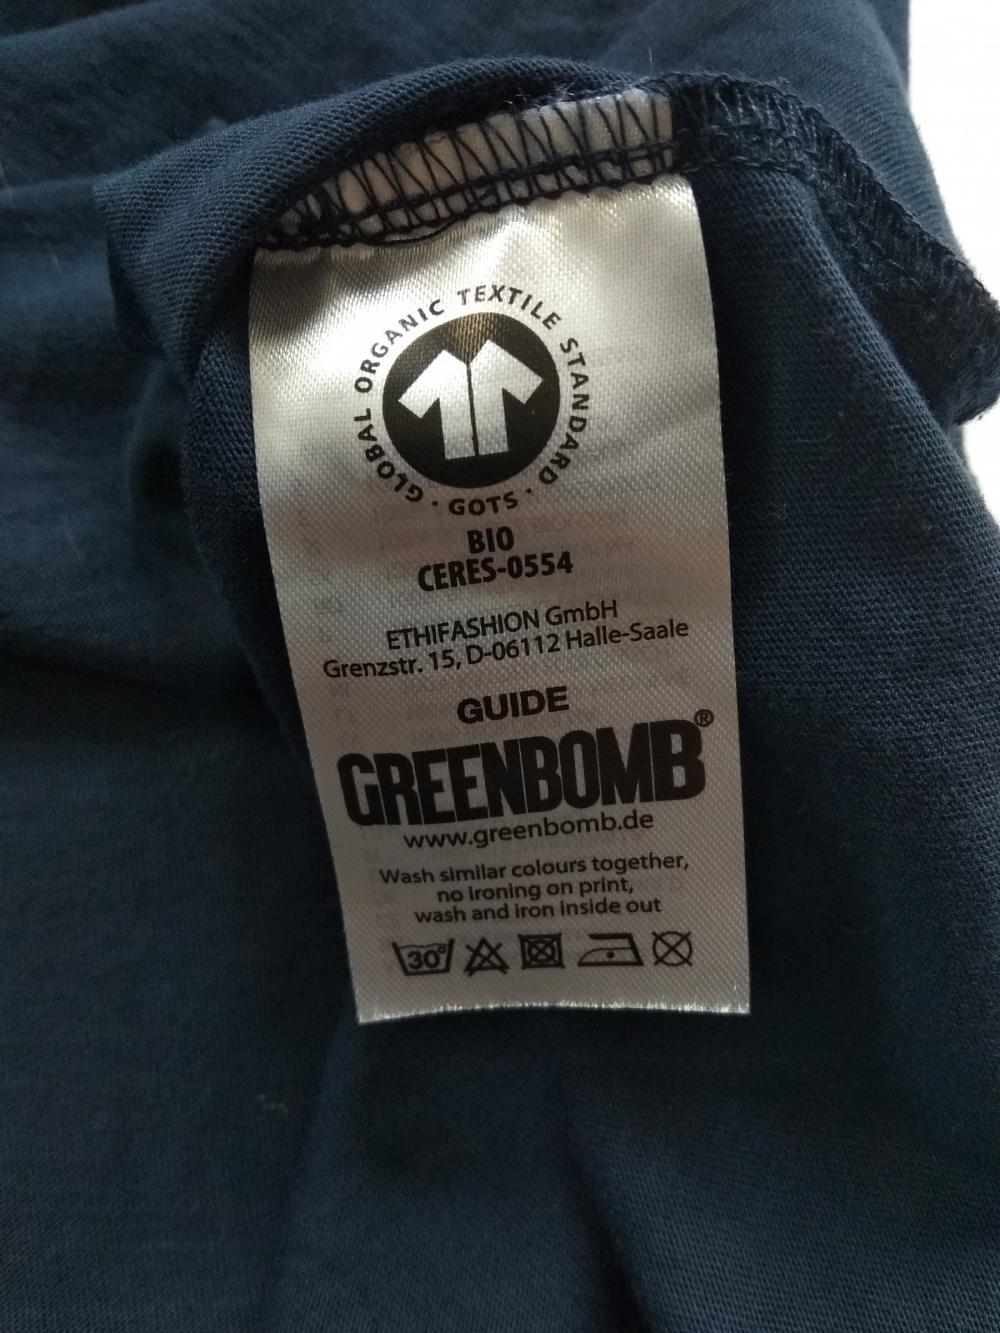 GLOBAL ORGANIC TEXTILE STANDARD · GOTS ·
BIO
CERES-0554
ETHIFASHION GmbH
Grenzstr. 15, D-06112 Halle-Saale
GUIDE
GREENBOMB®
www.greenbomb.de
Wash similar colours together,
no ironing on print,
wash and iron inside out
30°